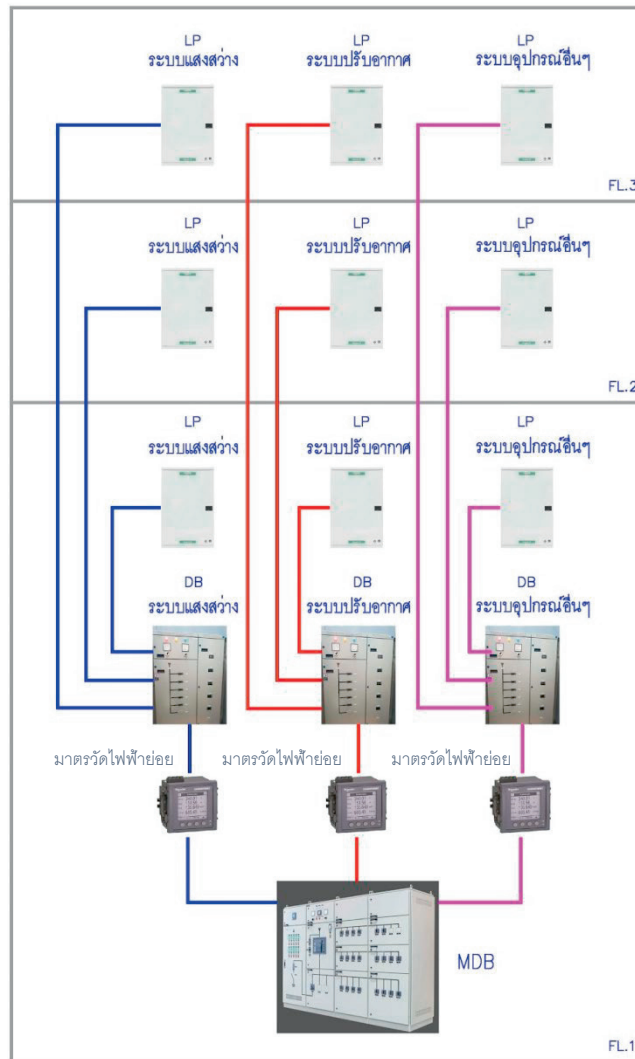 LP
ระบบแสงสว่าง
LP
ระบบปรับอากาศ
LP
ระบบอุปกรณ์อื่นๆ
FL.3
LP
ระบบแสงสว่าง
LP
ระบบปรับอากาศ
LP
ระบบอุปกรณ์อื่นๆ
FL.2
LP
ระบบแสงสว่าง
LP
ระบบปรับอากาศ
LP
ระบบอุปกรณ์อื่นๆ
DB
ระบบแสงสว่าง
DB
ระบบปรับอากาศ
DB
ระบบอุปกรณ์อื่นๆ
มาตรวัดไฟฟ้าย่อย
มาตรวัดไฟฟ้าย่อย
มาตรวัดไฟฟ้าย่อย
MDB
FL.1